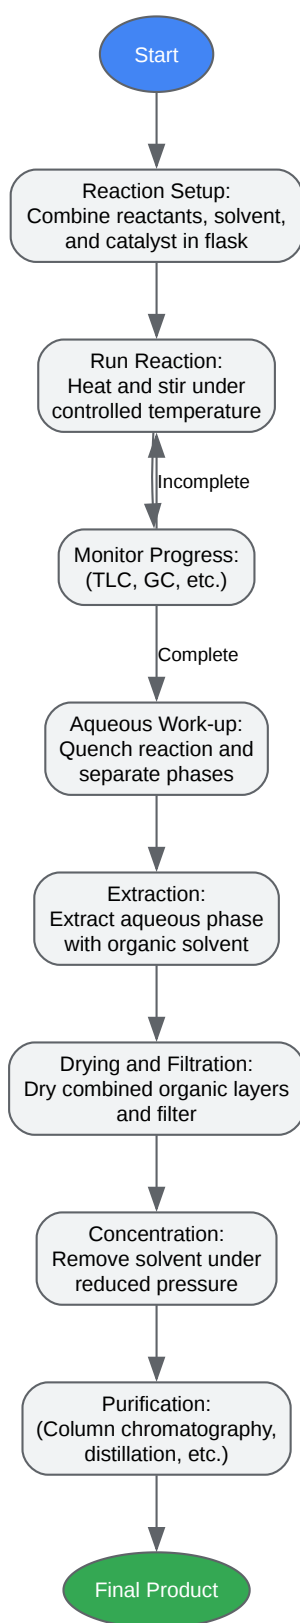 Start
Reaction Setup:
Combine reactants, solvent,
and catalyst in flask
Run Reaction:
Heat and stir under
controlled temperature
Incomplete
Monitor Progress:
(TLC, GC, etc.)
Complete
Aqueous Work-up:
Quench reaction and
separate phases
Extraction:
Extract aqueous phase
with organic solvent
Drying and Filtration:
Dry combined organic layers
and filter
Concentration:
Remove solvent under
reduced pressure
Purification:
(Column chromatography,
distillation, etc.)
Final Product